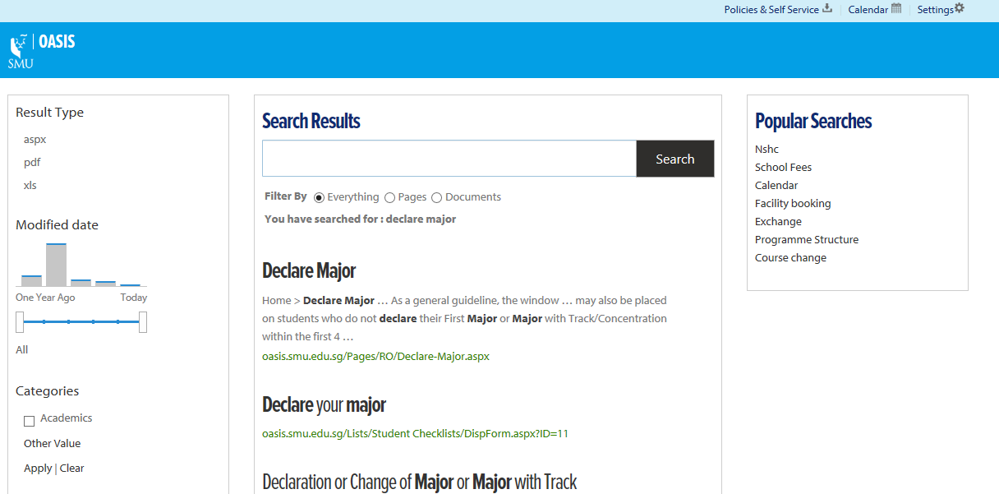 Policies & Self Service
Calendar
Settings
OASIS
SMU
Result Type
aspx
pdf
xls
Modified date
One Year Ago
Today
All
Categories
Academics
Other Value
Apply | Clear
Search Results
Search
Filter By Everything Pages Documents
You have searched for : declare major
Declare Major
Home > Declare Major … As a general guideline, the window … may also be placed
on students who do not declare their First Major or Major with Track/Concentration
within the first 4 …
oasis.smu.edu.sg/Pages/RO/Declare-Major.aspx
Declare your major
oasis.smu.edu.sg/Lists/Student Checklists/DispForm.aspx?ID=11
Declaration or Change of Major or Major with Track
Popular Searches
Nshc
School Fees
Calendar
Facility booking
Exchange
Programme Structure
Course change